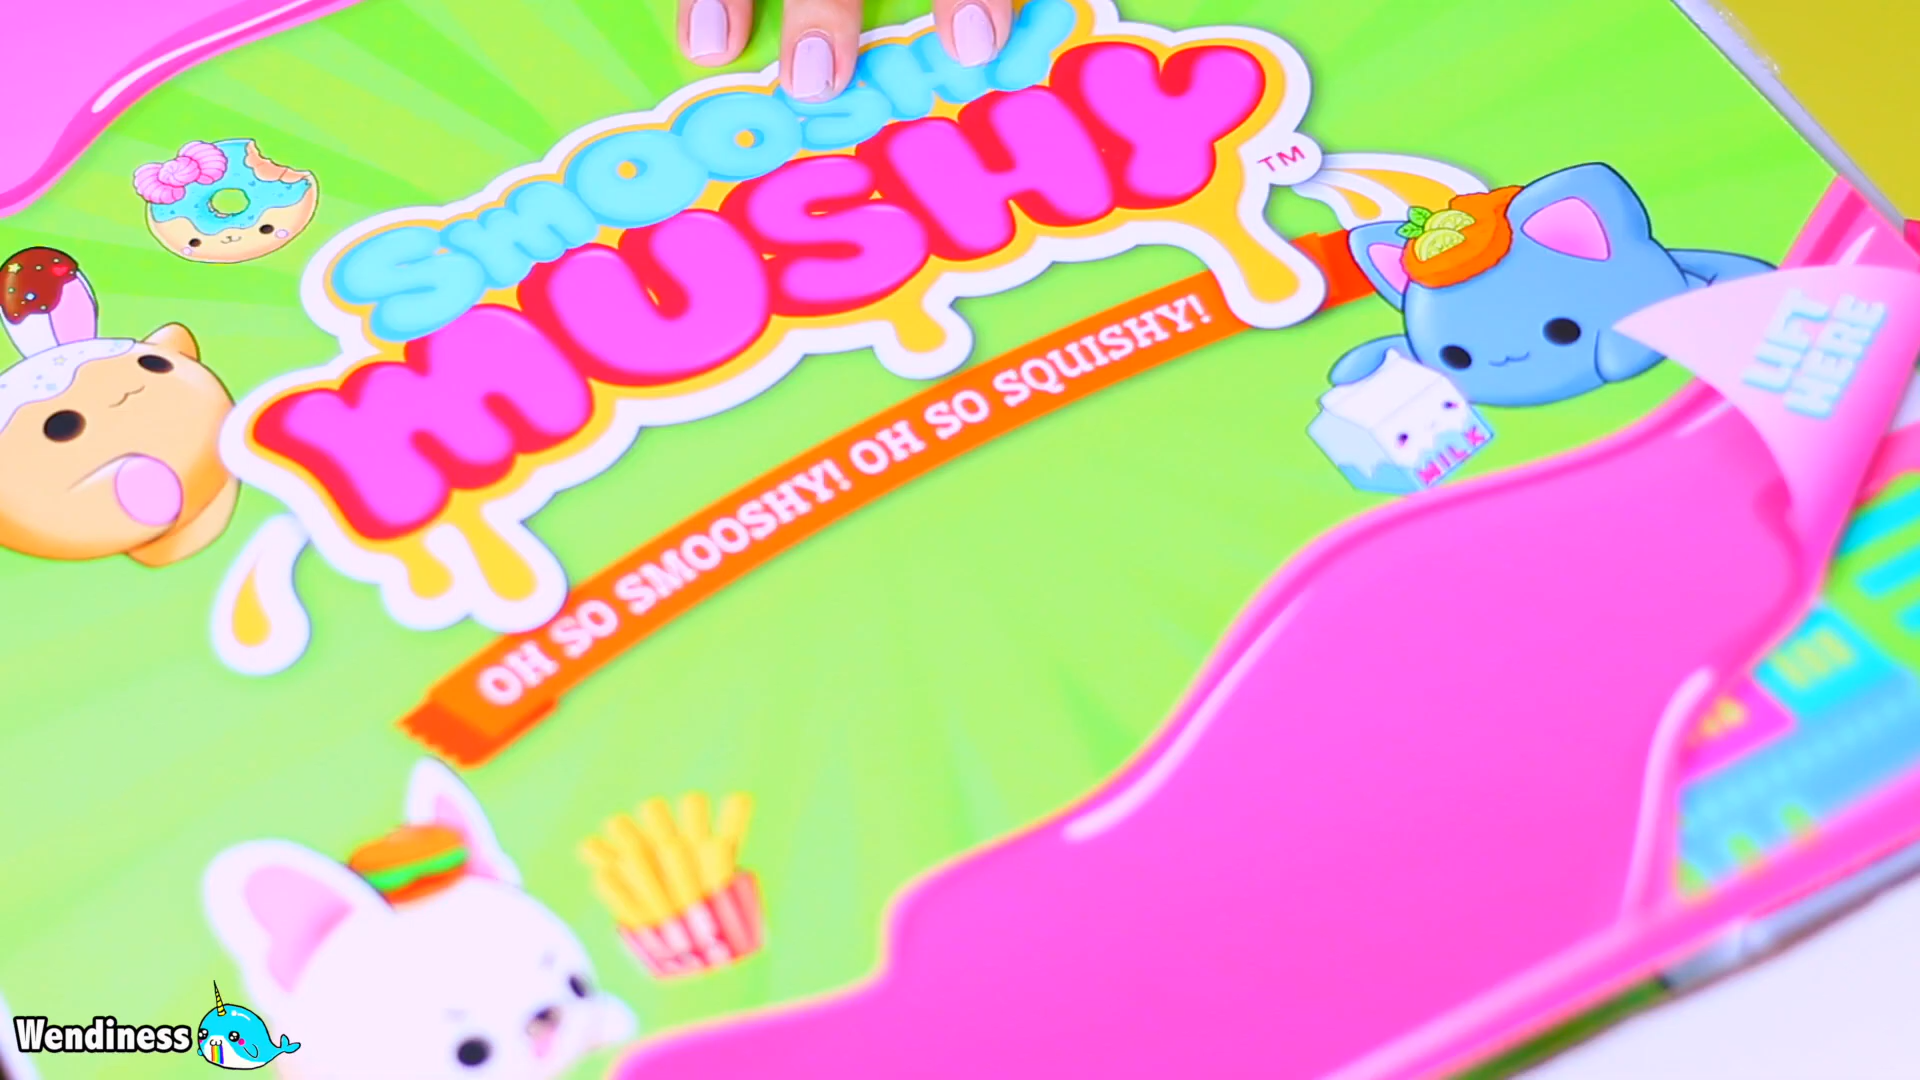 SMOOSHY
MUSHY
TM
OH SO SMOOSHY! OH SO SQUISHY!
LIFT
HERE
MILK
Wendiness